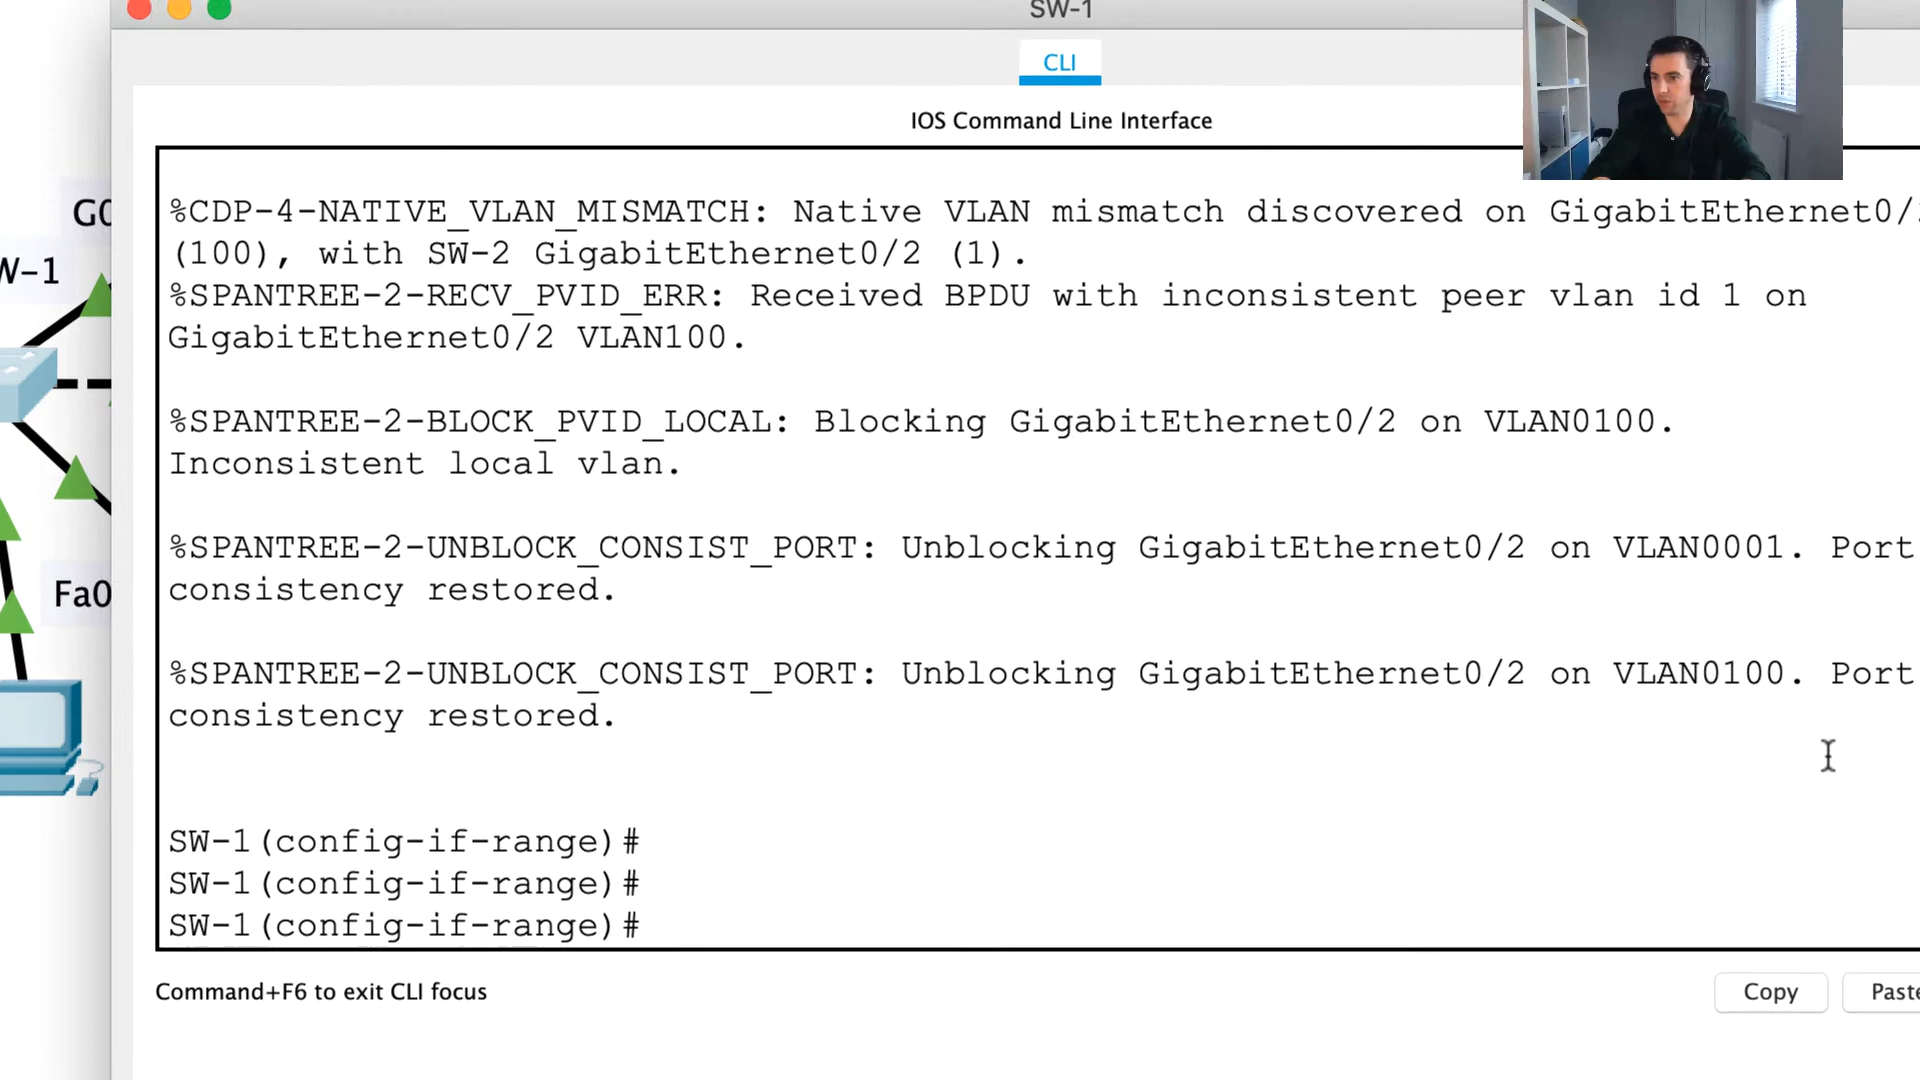 SW-1
CLI
IOS Command Line Interface
%CDP-4-NATIVE_VLAN_MISMATCH: Native VLAN mismatch discovered on GigabitEthernet0/
(100), with SW-2 GigabitEthernet0/2 (1).
%SPANTREE-2-RECV_PVID_ERR: Received BPDU with inconsistent peer vlan id 1 on
GigabitEthernet0/2 VLAN100.
%SPANTREE-2-BLOCK_PVID_LOCAL: Blocking GigabitEthernet0/2 on VLAN0100.
Inconsistent local vlan.
%SPANTREE-2-UNBLOCK_CONSIST_PORT: Unblocking GigabitEthernet0/2 on VLAN0001. Port
consistency restored.
%SPANTREE-2-UNBLOCK_CONSIST_PORT: Unblocking GigabitEthernet0/2 on VLAN0100. Port
consistency restored.
SW-1(config-if-range)#
SW-1(config-if-range)#
SW-1(config-if-range)#
Command+F6 to exit CLI focus
Copy
Paste
G0
W-1
Fa0